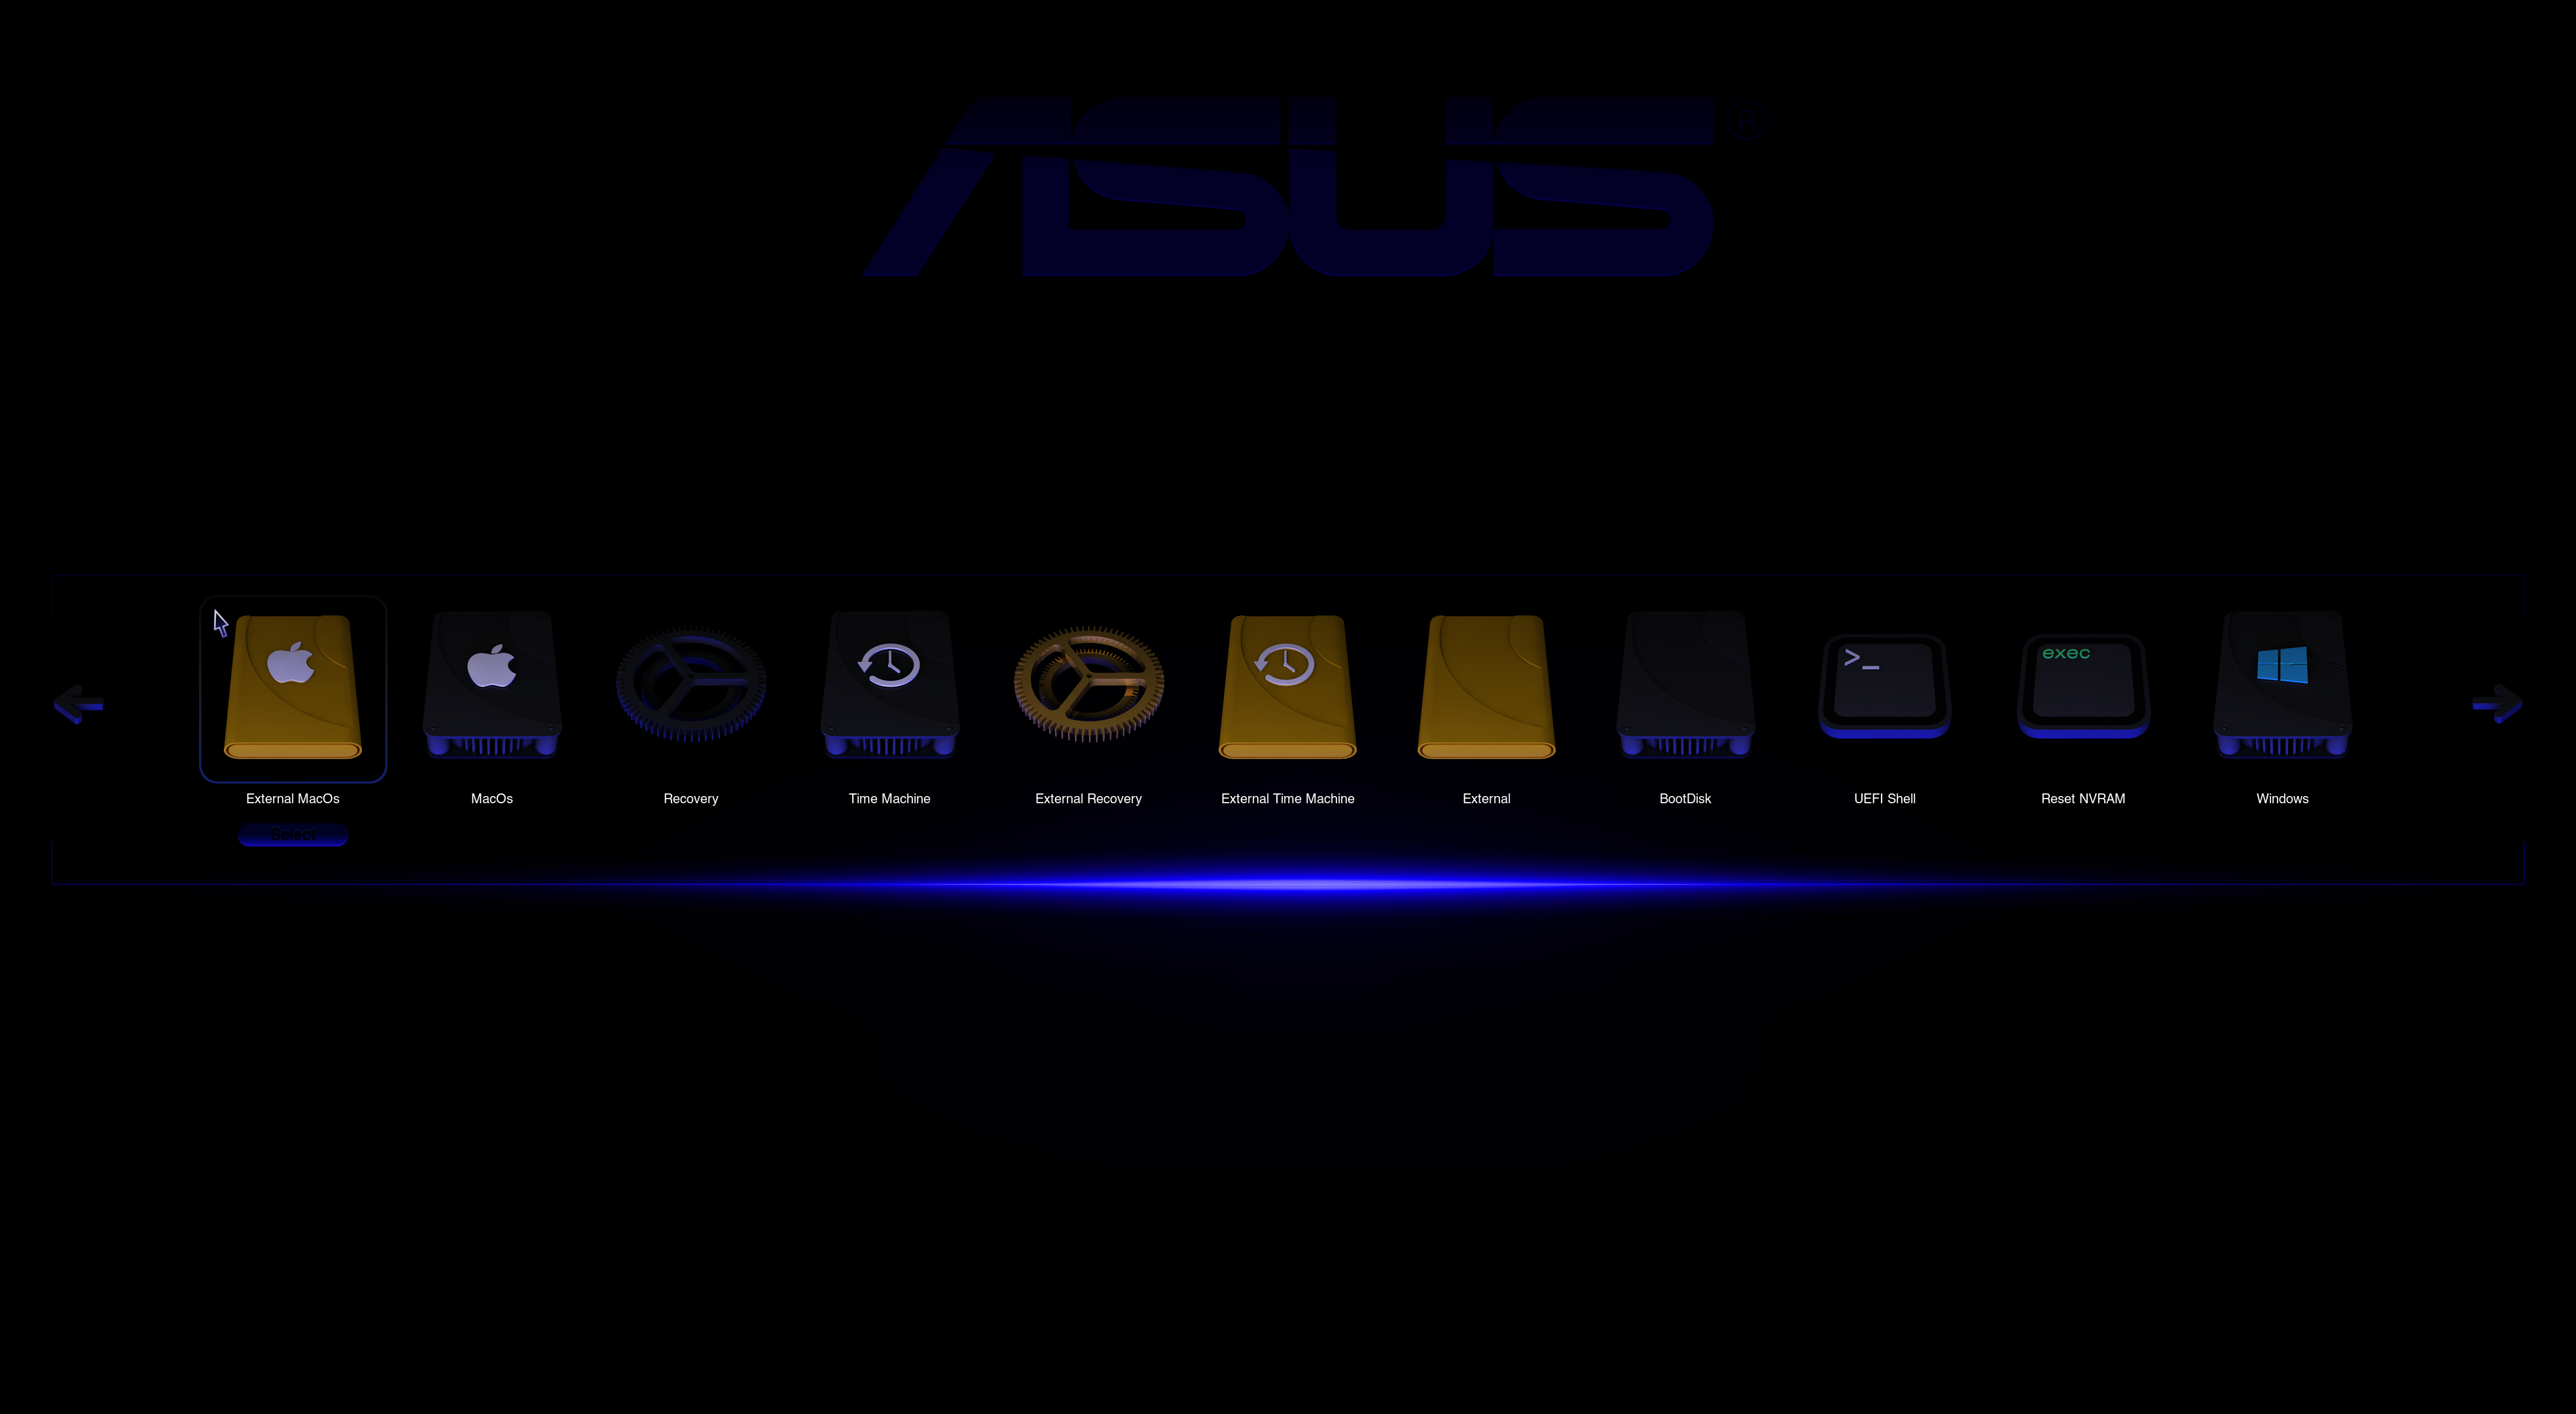 ASUS®
>_
exec
External MacOs
MacOs
Recovery
Time Machine
External Recovery
External Time Machine
External
BootDisk
UEFI Shell
Reset NVRAM
Windows
Select